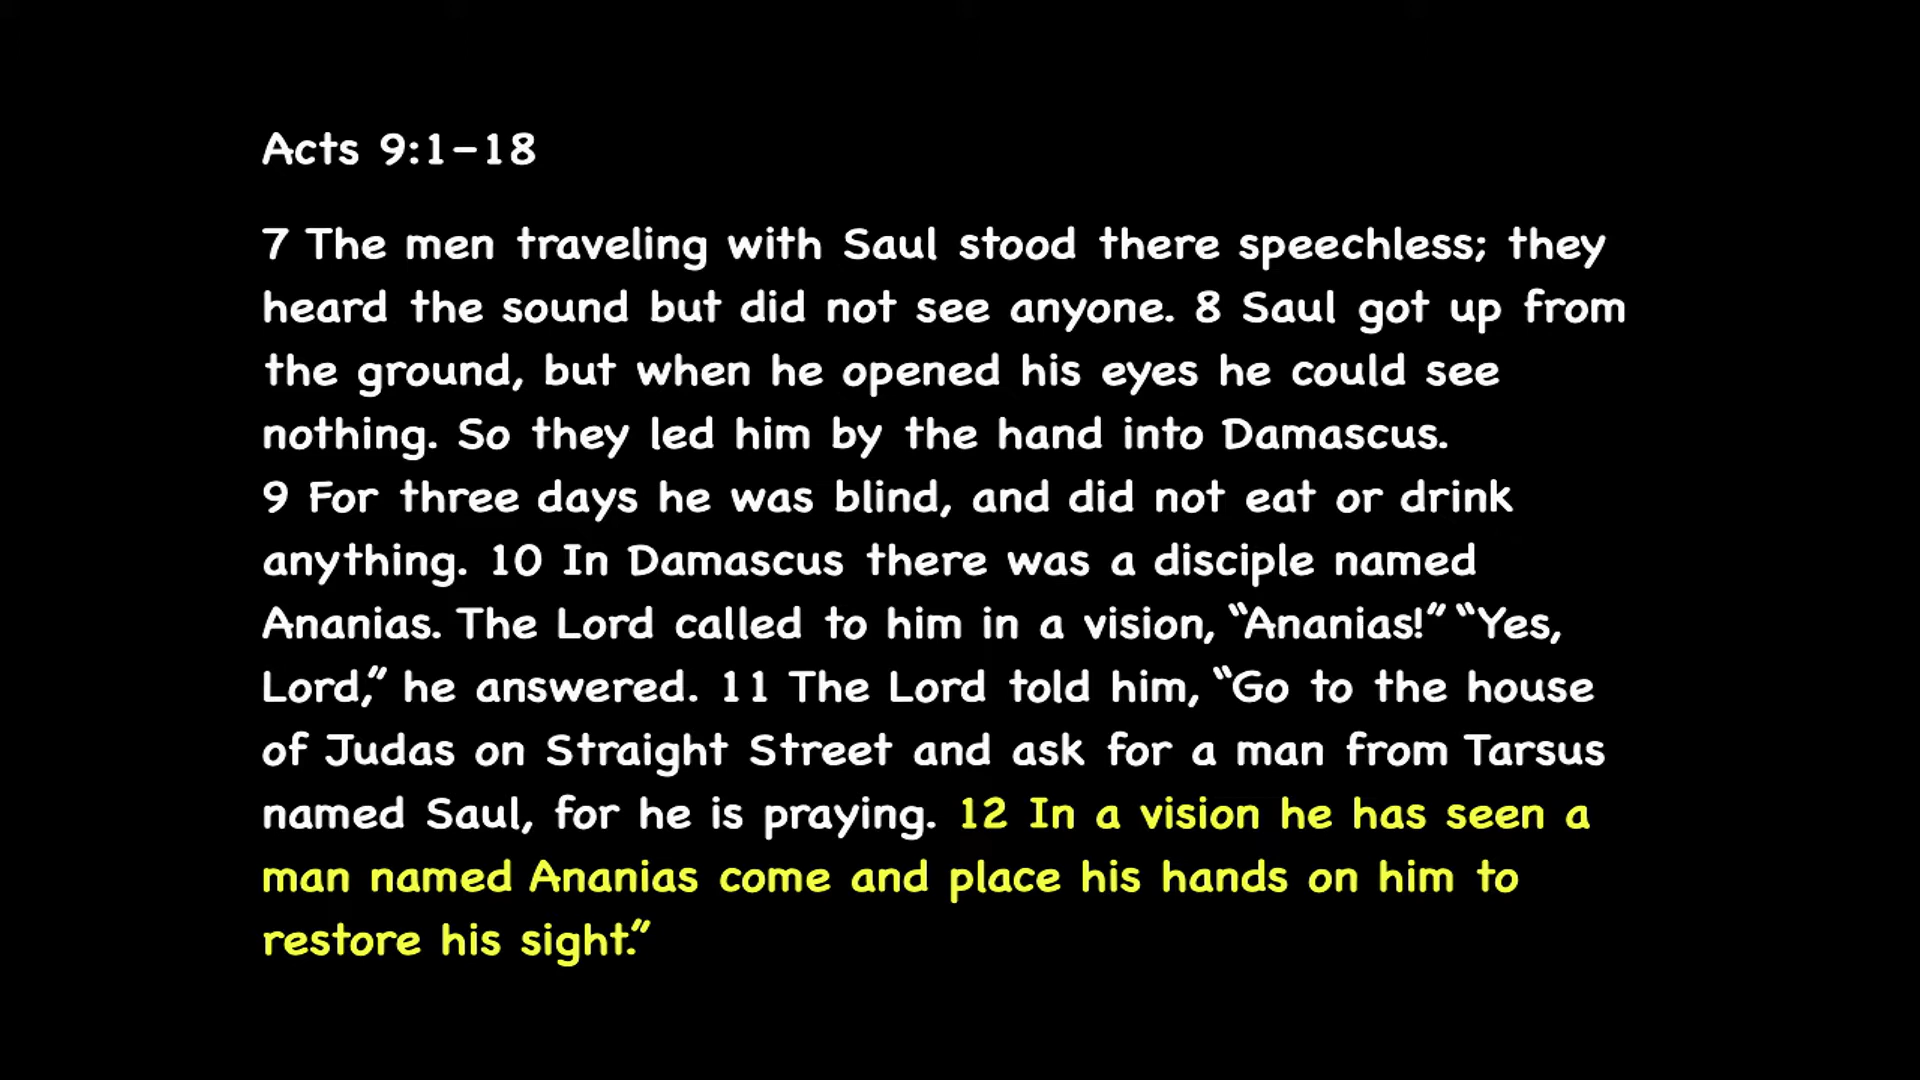 Acts 9:1–18
7 The men traveling with Saul stood there speechless; they
heard the sound but did not see anyone. 8 Saul got up from
the ground, but when he opened his eyes he could see
nothing. So they led him by the hand into Damascus.
9 For three days he was blind, and did not eat or drink
anything. 10 In Damascus there was a disciple named
Ananias. The Lord called to him in a vision, “Ananias!” “Yes,
Lord,” he answered. 11 The Lord told him, “Go to the house
of Judas on Straight Street and ask for a man from Tarsus
named Saul, for he is praying. 12 In a vision he has seen a
man named Ananias come and place his hands on him to
restore his sight.”